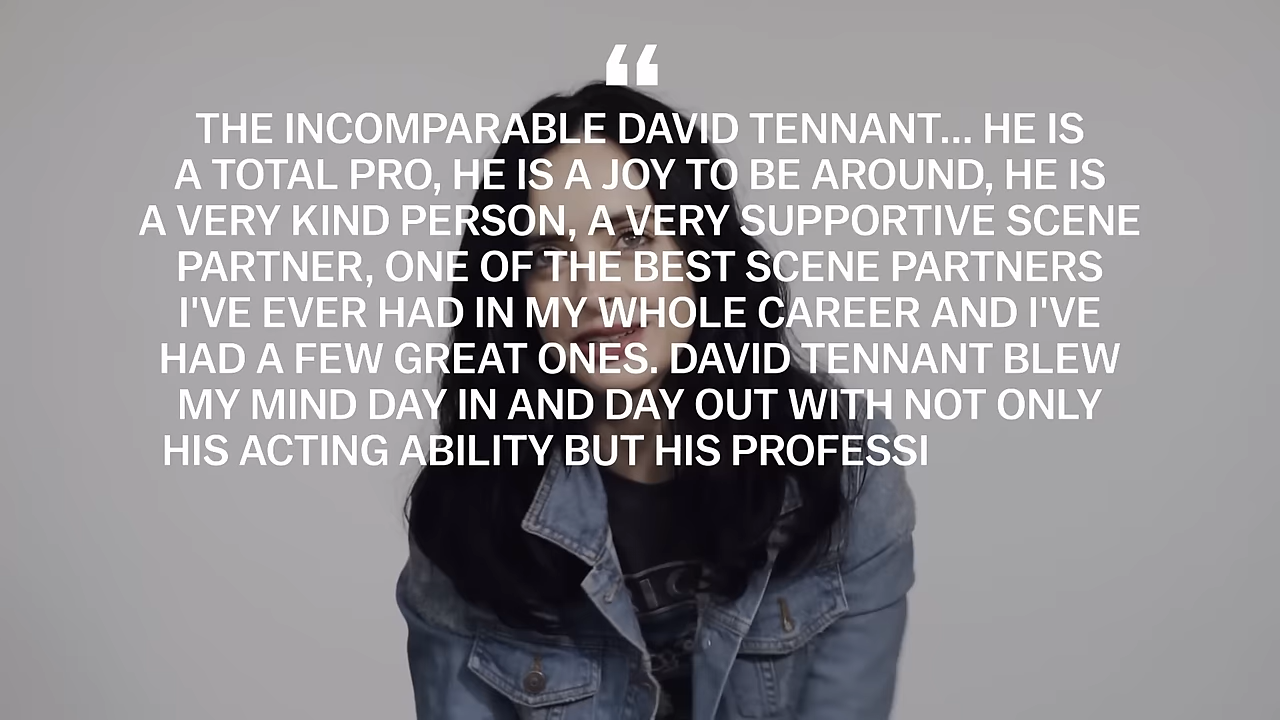 “
THE INCOMPARABLE DAVID TENNANT... HE IS
A TOTAL PRO, HE IS A JOY TO BE AROUND, HE IS
A VERY KIND PERSON, A VERY SUPPORTIVE SCENE
PARTNER, ONE OF THE BEST SCENE PARTNERS
I'VE EVER HAD IN MY WHOLE CAREER AND I'VE
HAD A FEW GREAT ONES. DAVID TENNANT BLEW
MY MIND DAY IN AND DAY OUT WITH NOT ONLY
HIS ACTING ABILITY BUT HIS PROFESSI